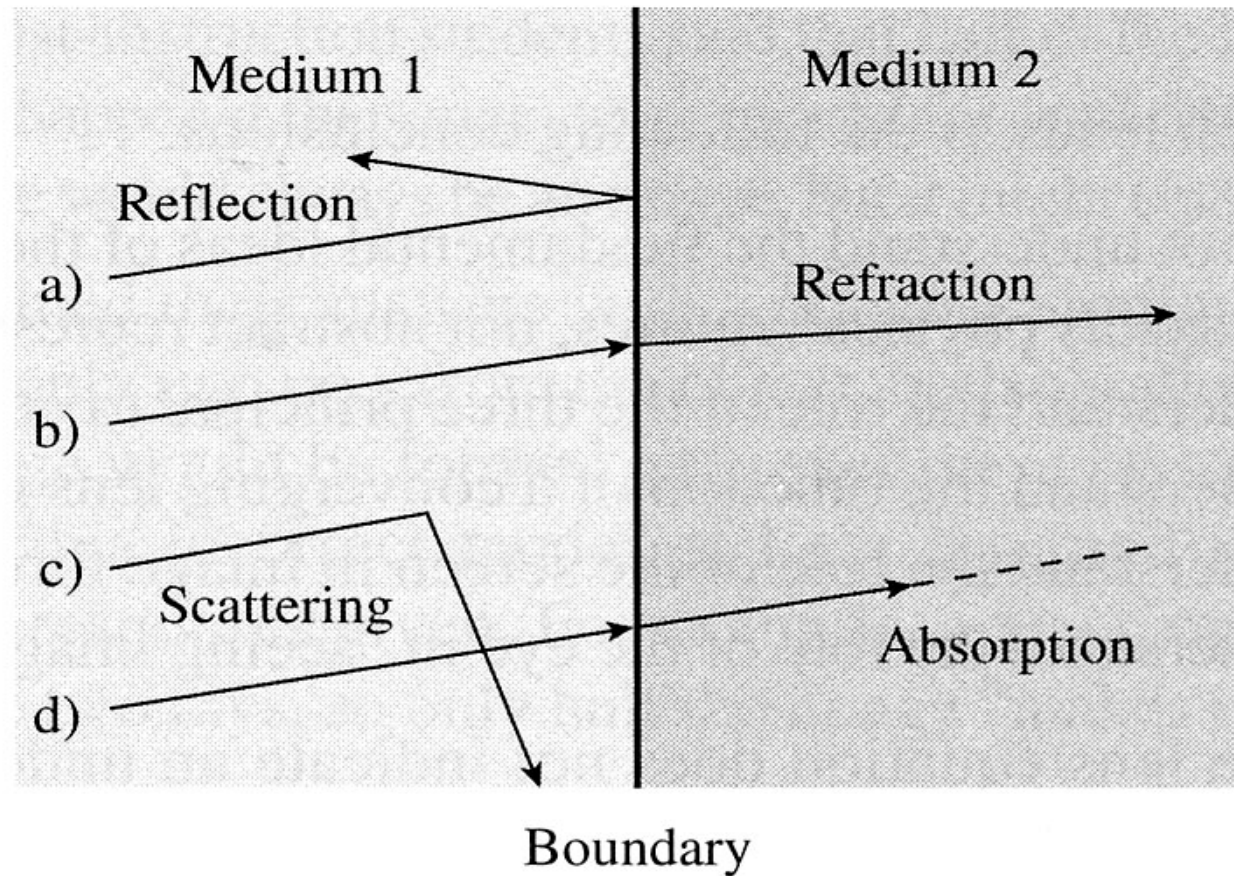 Medium 1
Medium 2
Reflection
a)
Refraction
b)
c)
Scattering
Absorption
d)
Boundary